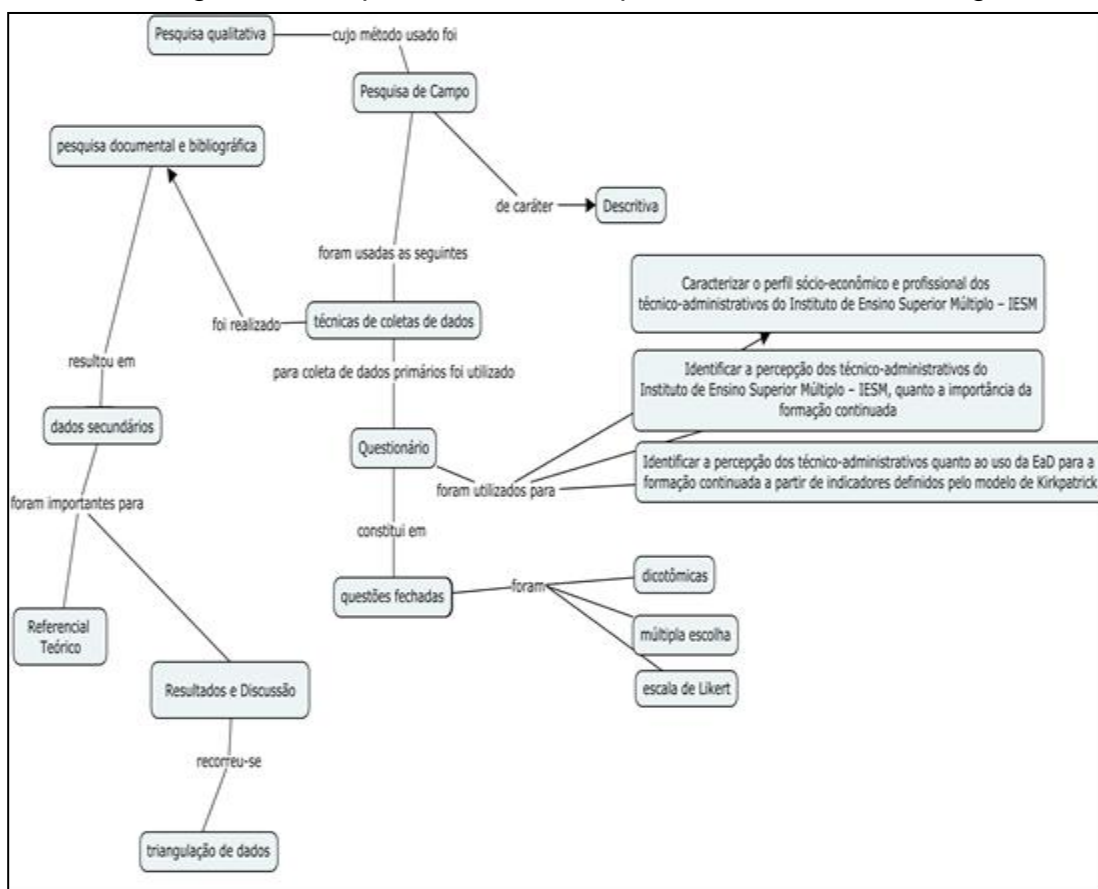 Pesquisa qualitativa
cujo método usado foi
Pesquisa de Campo
pesquisa documental e bibliográfica
de caráter
Descritiva
foram usadas as seguintes
Caracterizar o perfil sócio-econômico e profissional dos
técnico-administrativos do Instituto de Ensino Superior Múltiplo – IESM
foi realizado
técnicas de coletas de dados
resultou em
para coleta de dados primários foi utilizado
Identificar a percepção dos técnico-administrativos do
Instituto de Ensino Superior Múltiplo – IESM, quanto a importância da
formação continuada
dados secundários
Questionário
Identificar a percepção dos técnico-administrativos quanto ao uso da EaD para a
formação continuada a partir de indicadores definidos pelo modelo de Kirkpatrick
foram utilizados para
foram importantes para
constitui em
questões fechadas
foram
dicotômicas
múltipla escolha
escala de Likert
Referencial
Teórico
Resultados e Discussão
recorreu-se
triangulação de dados